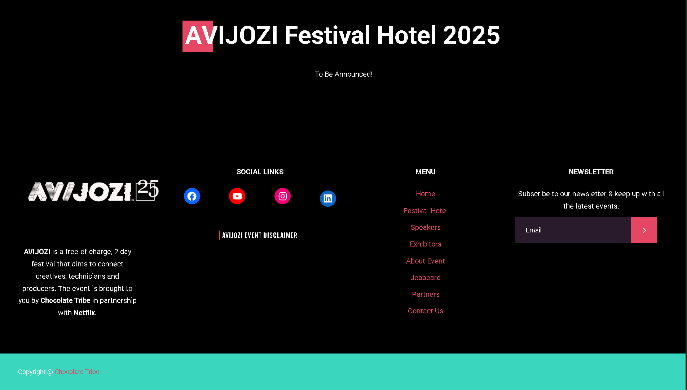 AVIJOZI Festival Hotel 2025
To Be Announced!
AVIJOZI 25
AVIJOZI is a free-of-charge, 2-day
festival that aims to connect
creatives, technicians and
producers. The event is brought to
you by Chocolate Tribe in partnership
with Netflix.
SOCIAL LINKS
| AVIJOZI EVENT DISCLAIMER
MENU
Home
Festival Hotel
Speakers
Exhibitors
About Event
Jobboard
Partners
Contact Us
NEWSLETTER
Subscribe to our newsletter & keep up with all
the latest events.
Email
Copyright @ Chocolate Tribe